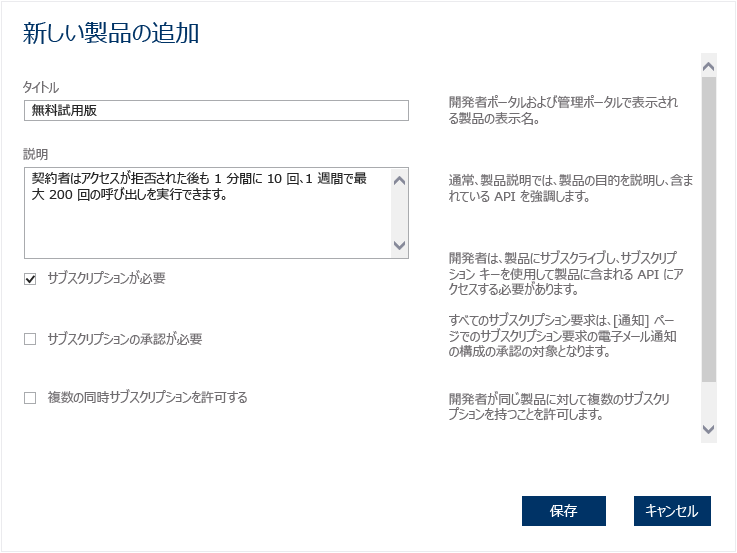 新しい製品の追加
タイトル
無料試用版
開発者ポータルおよび管理ポータルで表示され
る製品の表示名。
説明
契約者はアクセスが拒否された後も 1 分間に 10 回、1 週間で最
大 200 回の呼び出しを実行できます。
通常、製品説明では、製品の目的を説明し、含ま
れている API を強調します。
サブスクリプションが必要
開発者は、製品にサブスクライブし、サブスクリプ
ション キーを使用して製品に含まれる API にア
クセスする必要があります。
サブスクリプションの承認が必要
すべてのサブスクリプション要求は、[通知] ペー
ジでのサブスクリプション要求の電子メール通知
の構成の承認の対象となります。
複数の同時サブスクリプションを許可する
開発者が同じ製品に対して複数のサブスクリ
プションを持つことを許可します。
保存
キャンセル